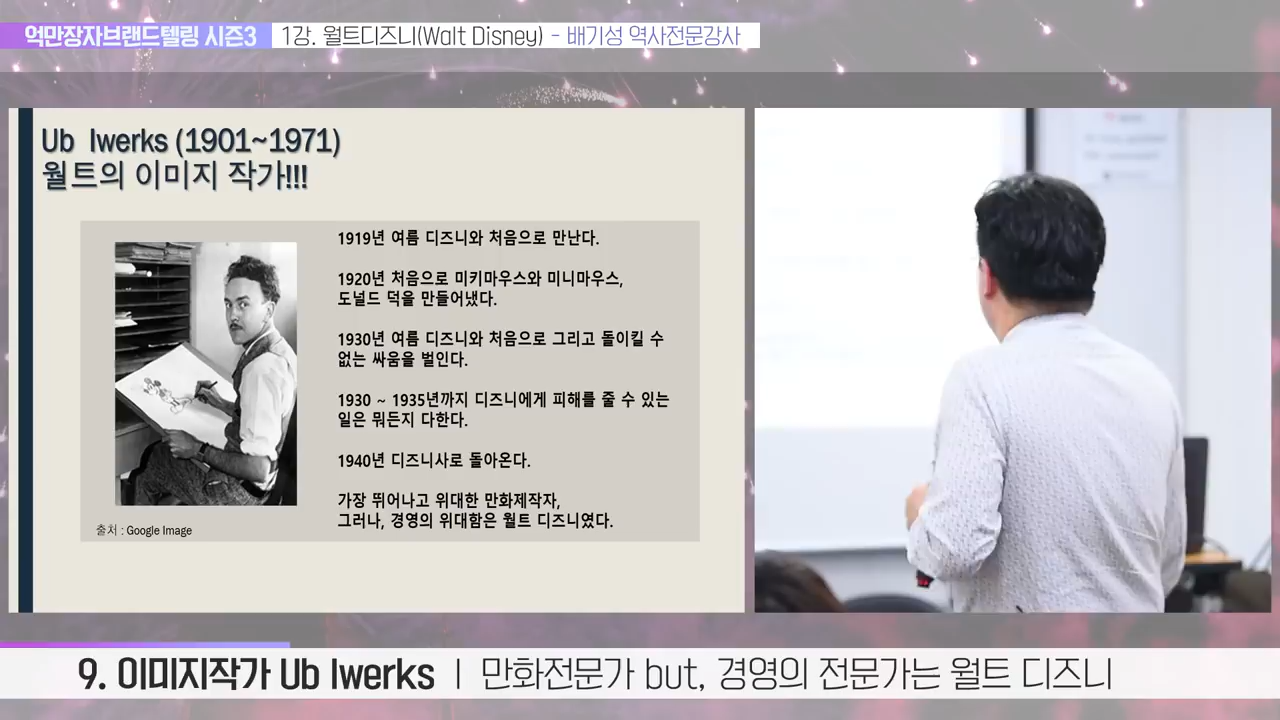 억만장자브랜드텔링 시즌3 1강. 월트디즈니(Walt Disney) - 배기성 역사전문강사
Ub Iwerks (1901~1971)
월트의 이미지 작가!!!
1919년 여름 디즈니와 처음으로 만난다.
1920년 처음으로 미키마우스와 미니마우스,
도널드 덕을 만들어냈다.
1930년 여름 디즈니와 처음으로 그리고 돌이킬 수
없는 싸움을 벌인다.
1930 ~ 1935년까지 디즈니에게 피해를 줄 수 있는
일은 뭐든지 다한다.
1940년 디즈니사로 돌아온다.
가장 뛰어나고 위대한 만화제작자,
그러나, 경영의 위대함은 월트 디즈니였다.
출처 : Google Image
9. 이미지작가 Ub Iwerks ㅣ 만화전문가 but, 경영의 전문가는 월트 디즈니